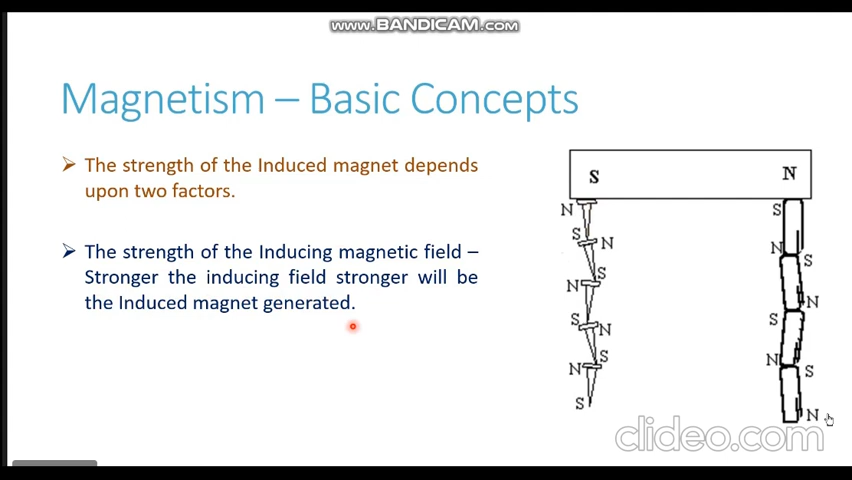 www.BANDICAM.com
Magnetism – Basic Concepts
The strength of the Induced magnet depends
upon two factors.
The strength of the Inducing magnetic field –
Stronger the inducing field stronger will be
the Induced magnet generated.
S N
N S
S N
N S
S
N S
N N
S S
N N
S N S
N S
S N
clideo.com